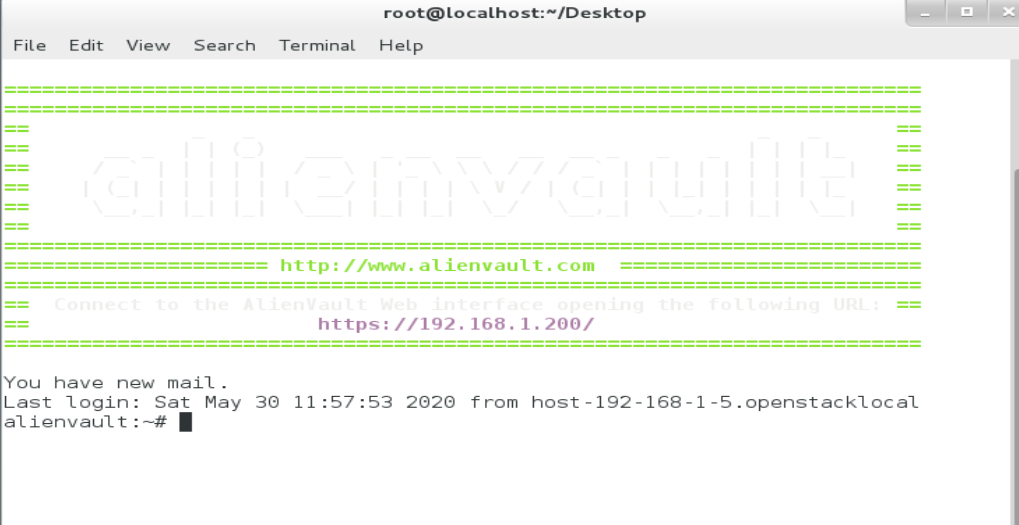 root@localhost:~/Desktop
File Edit View Search Terminal Help
=========================================================================
=========================================================================
==                                                                     ==
== alienvault ==
==                                                                     ==
=========================================================================
===================== http://www.alienvault.com  ========================
=========================================================================
==  Connect to the AlienVault Web interface opening the following URL: ==
==                       https://192.168.1.200/
=========================================================================
You have new mail.
Last login: Sat May 30 11:57:53 2020 from host-192-168-1-5.openstacklocal
alienvault:~#